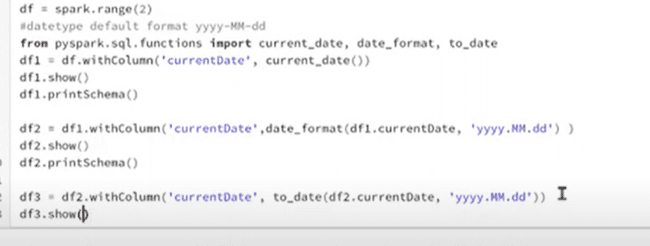 df = spark.range(2)
#datetype default format yyyy-MM-dd
from pyspark.sql.functions import current_date, date_format, to_date
df1 = df.withColumn('currentDate', current_date())
df1.show()
df1.printSchema()
df2 = df1.withColumn('currentDate',date_format(df1.currentDate, 'yyyy.MM.dd') )
df2.show()
df2.printSchema()
df3 = df2.withColumn('currentDate', to_date(df2.currentDate, 'yyyy.MM.dd'))
df3.show()